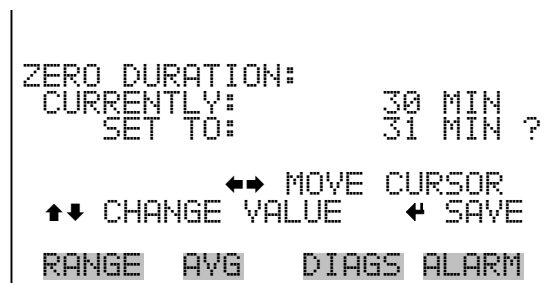 ZERO DURATION:
CURRENTLY: 30 MIN
SET TO: 31 MIN ?
←→ MOVE CURSOR
↑↓ CHANGE VALUE ↵ SAVE
RANGE AVG DIAGS ALARM